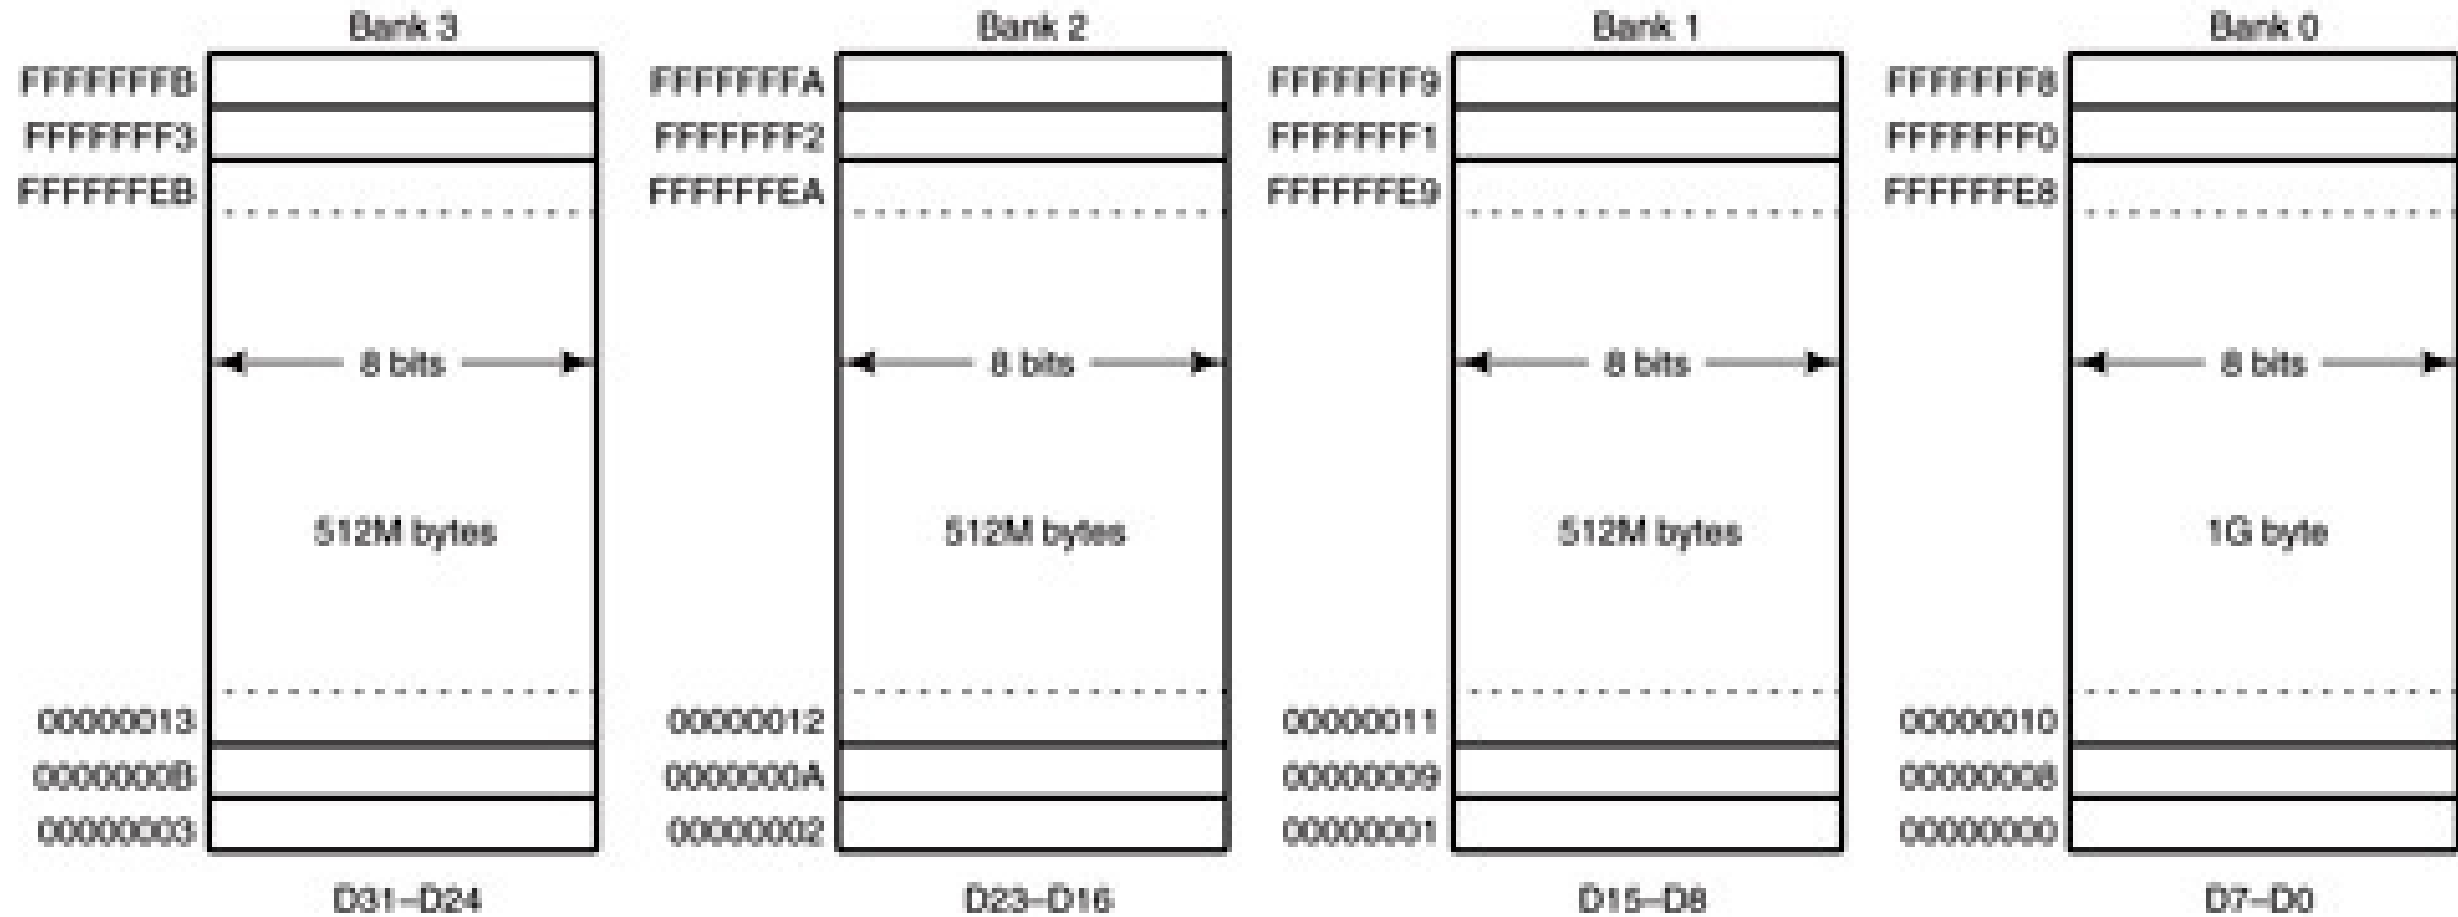 Bank 3
FFFFFFFB
FFFFFFF3
FFFFFFEB
8 bits
512M bytes
00000013
0000000B
00000003
D31–D24
Bank 2
FFFFFFFA
FFFFFFF2
FFFFFFEA
8 bits
512M bytes
00000012
0000000A
00000002
D23–D16
Bank 1
FFFFFFF9
FFFFFFF1
FFFFFFE9
8 bits
512M bytes
00000011
00000009
00000001
D15–D8
Bank 0
FFFFFFF8
FFFFFFF0
FFFFFFE8
8 bits
1G byte
00000010
00000008
00000000
D7–D0